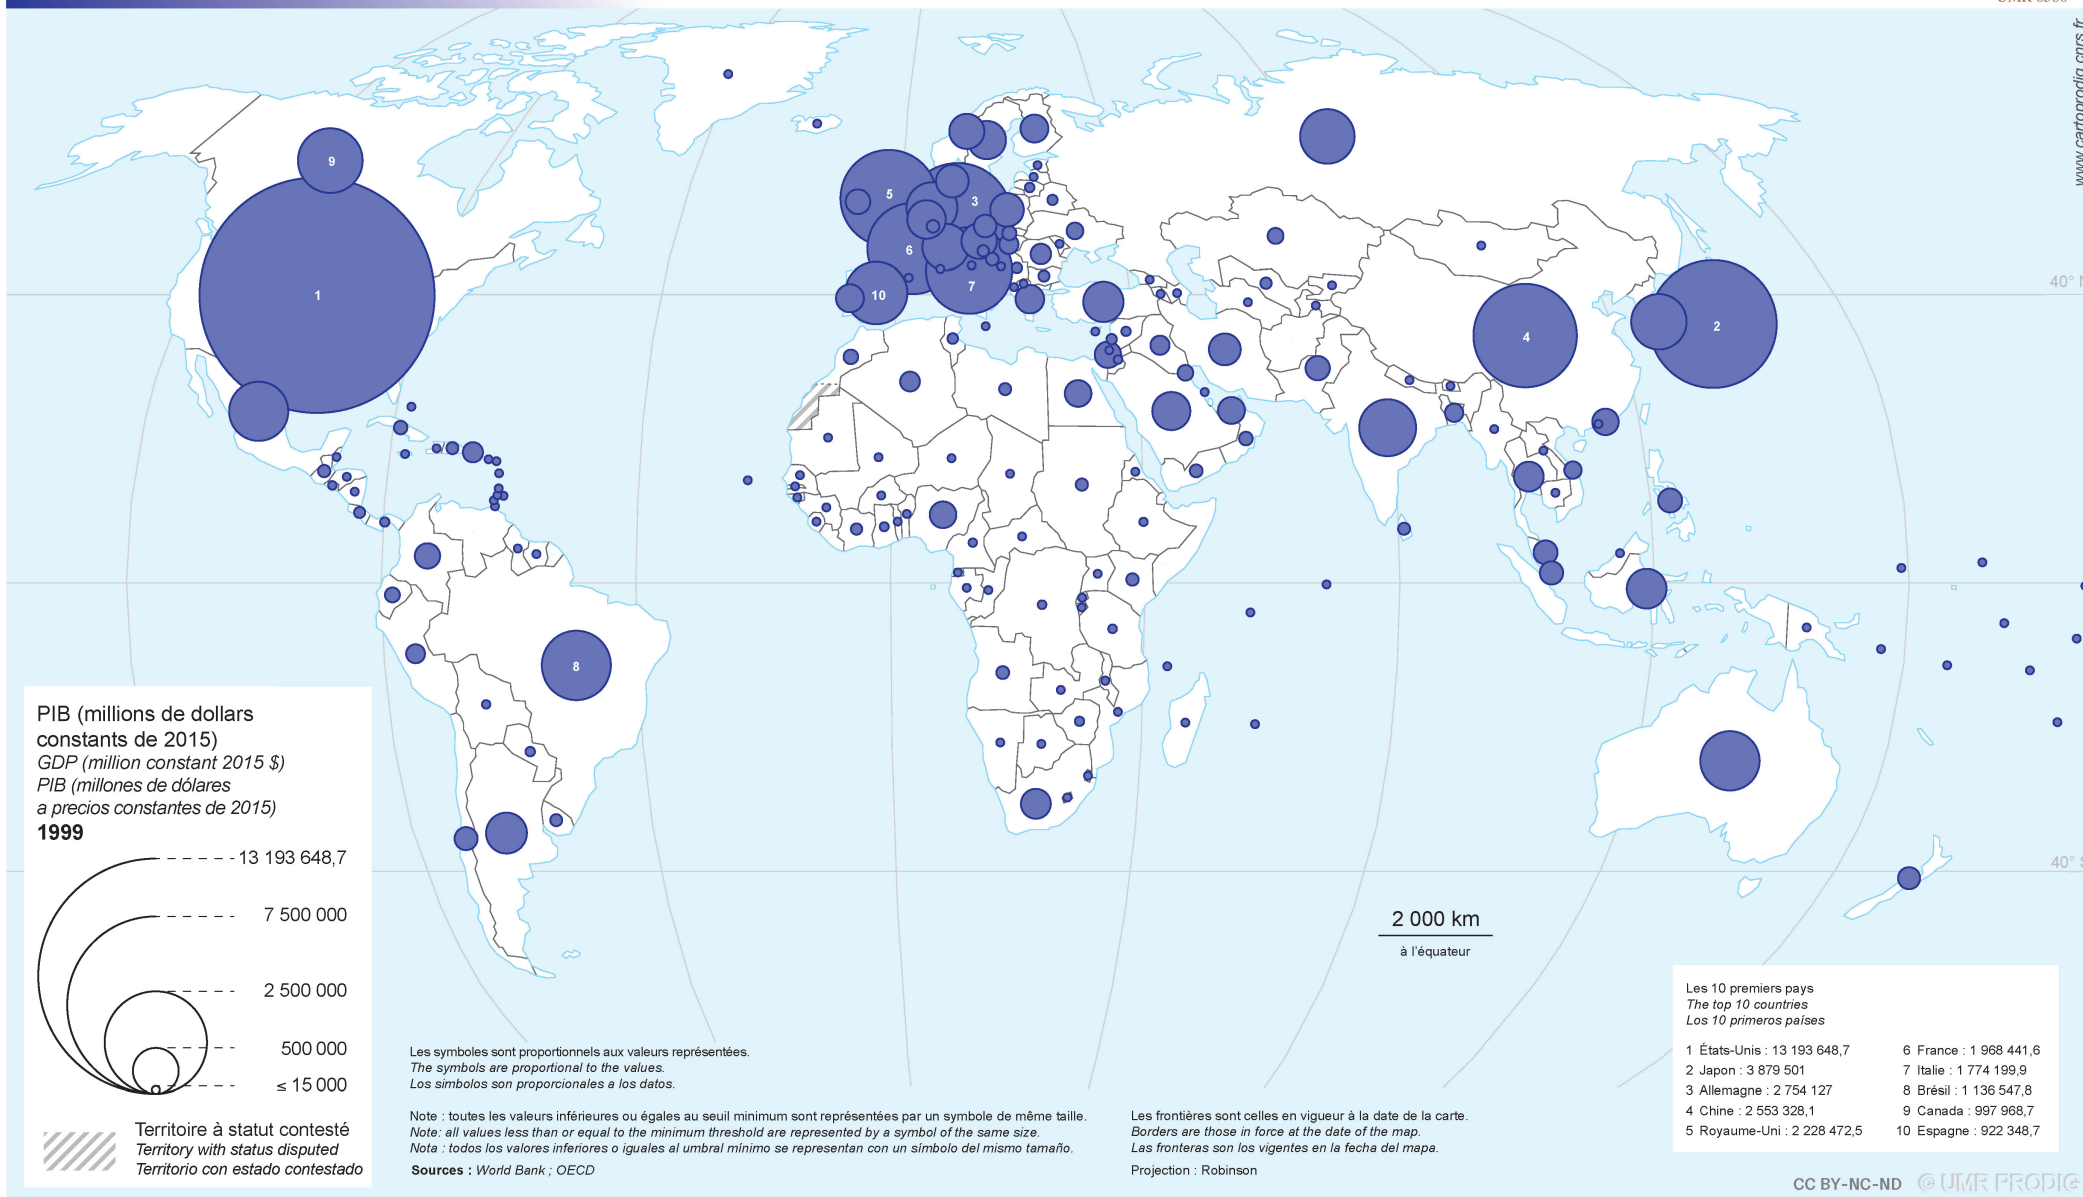 UMR 8586
www.cartoprodig.cnrs.fr
9
5
3
6
1
10
7
2
4
8
40° N
40° S
PIB (millions de dollars
constants de 2015)
GDP (million constant 2015 $)
PIB (millones de dólares
a precios constantes de 2015)
1999
13 193 648,7
7 500 000
2 500 000
500 000
≤ 15 000
Territoire à statut contesté
Territory with status disputed
Territorio con estado contestado
Les symboles sont proportionnels aux valeurs représentées.
The symbols are proportional to the values.
Los simbolos son proporcionales a los datos.
Note : toutes les valeurs inférieures ou égales au seuil minimum sont représentées par un symbole de même taille.
Note: all values less than or equal to the minimum threshold are represented by a symbol of the same size.
Nota : todos los valores inferiores o iguales al umbral mínimo se representan con un símbolo del mismo tamaño.
Sources : World Bank ; OECD
2 000 km
à l'équateur
Les frontières sont celles en vigueur à la date de la carte.
Borders are those in force at the date of the map.
Las fronteras son los vigentes en la fecha del mapa.
Projection : Robinson
Les 10 premiers pays
The top 10 countries
Los 10 primeros países
1 États-Unis : 13 193 648,7
2 Japon : 3 879 501
3 Allemagne : 2 754 127
4 Chine : 2 553 328,1
5 Royaume-Uni : 2 228 472,5
6 France : 1 968 441,6
7 Italie : 1 774 199,9
8 Brésil : 1 136 547,8
9 Canada : 997 968,7
10 Espagne : 922 348,7
CC BY-NC-ND
© UMR PRODIG